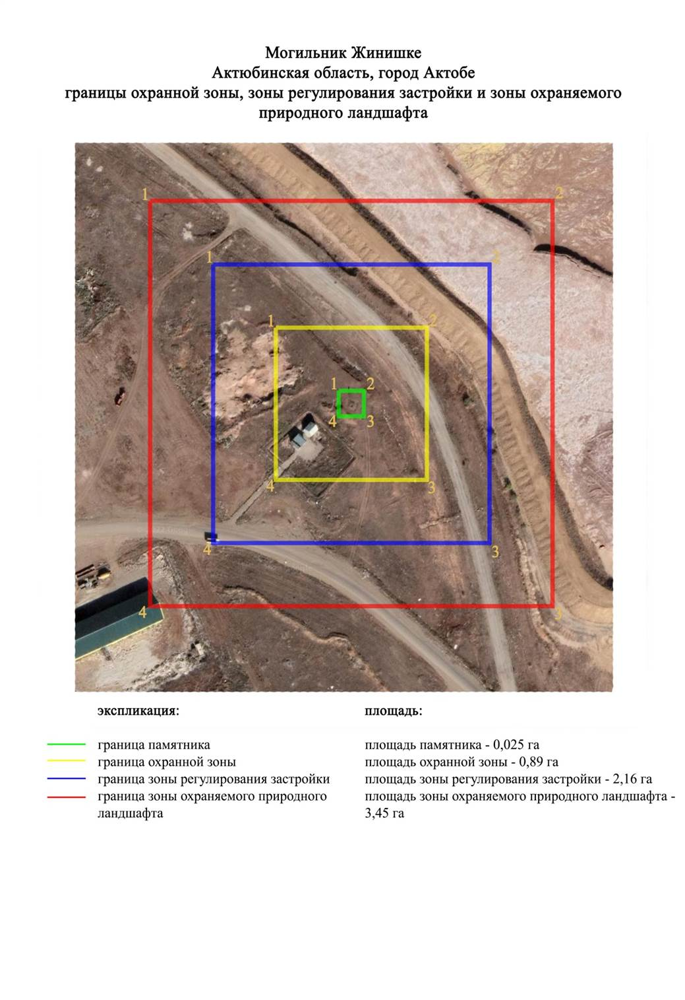 Могильник Жинишке
Актюбинская область, город Актобе
границы охранной зоны, зоны регулирования застройки и зоны охраняемого
природного ландшафта
1
2
1
2
1
2
1
2
4
3
4
3
4
3
4
3
экспликация:
площадь:
граница памятника
площадь памятника - 0,025 га
граница охранной зоны
площадь охранной зоны - 0,89 га
граница зоны регулирования застройки
площадь зоны регулирования застройки - 2,16 га
граница зоны охраняемого природного
площадь зоны охраняемого природного ландшафта -
ландшафта
3,45 га